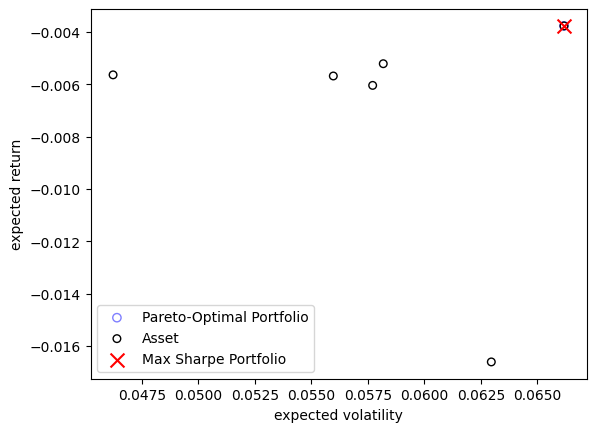 −0.004
−0.006
−0.008
−0.010
−0.012
−0.014
−0.016
expected return
Pareto-Optimal Portfolio
Asset
Max Sharpe Portfolio
0.0475 0.0500 0.0525 0.0550 0.0575 0.0600 0.0625 0.0650
expected volatility